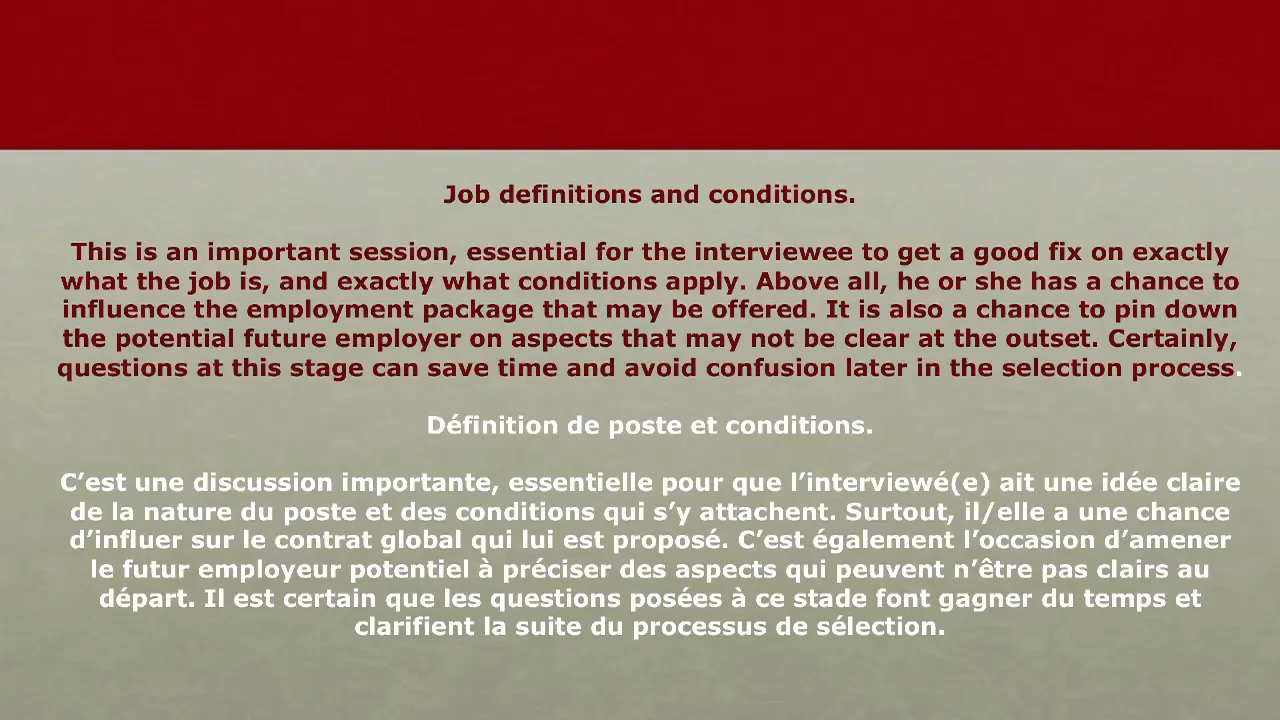 Job definitions and conditions.
This is an important session, essential for the interviewee to get a good fix on exactly
what the job is, and exactly what conditions apply. Above all, he or she has a chance to
influence the employment package that may be offered. It is also a chance to pin down
the potential future employer on aspects that may not be clear at the outset. Certainly,
questions at this stage can save time and avoid confusion later in the selection process.
Définition de poste et conditions.
C’est une discussion importante, essentielle pour que l’interviewé(e) ait une idée claire
de la nature du poste et des conditions qui s’y attachent. Surtout, il/elle a une chance
d’influer sur le contrat global qui lui est proposé. C’est également l’occasion d’amener
le futur employeur potentiel à préciser des aspects qui peuvent n’être pas clairs au
départ. Il est certain que les questions posées à ce stade font gagner du temps et
clarifient la suite du processus de sélection.